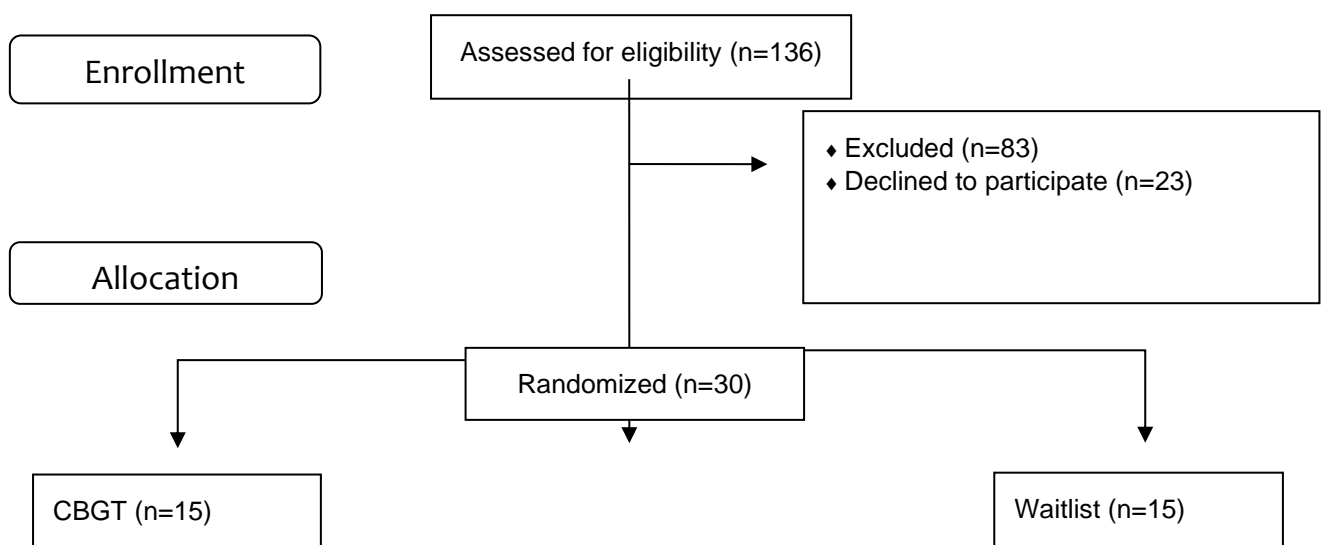 Enrollment
Assessed for eligibility (n=136)
♦ Excluded (n=83)
♦ Declined to participate (n=23)
Allocation
Randomized (n=30)
CBGT (n=15)
Waitlist (n=15)